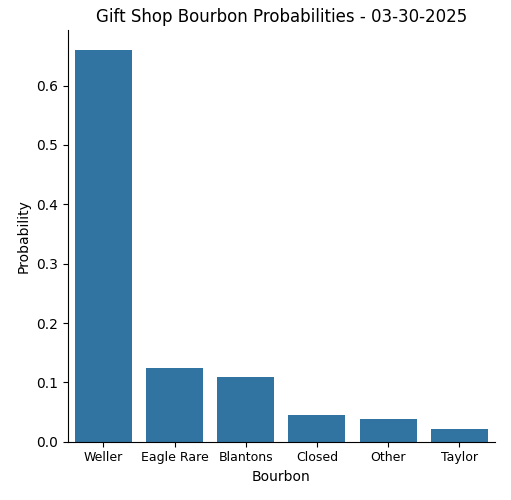 Gift Shop Bourbon Probabilities - 03-30-2025
Probability
0.6
0.5
0.4
0.3
0.2
0.1
0.0
Weller Eagle Rare Blantons Closed Other Taylor
Bourbon